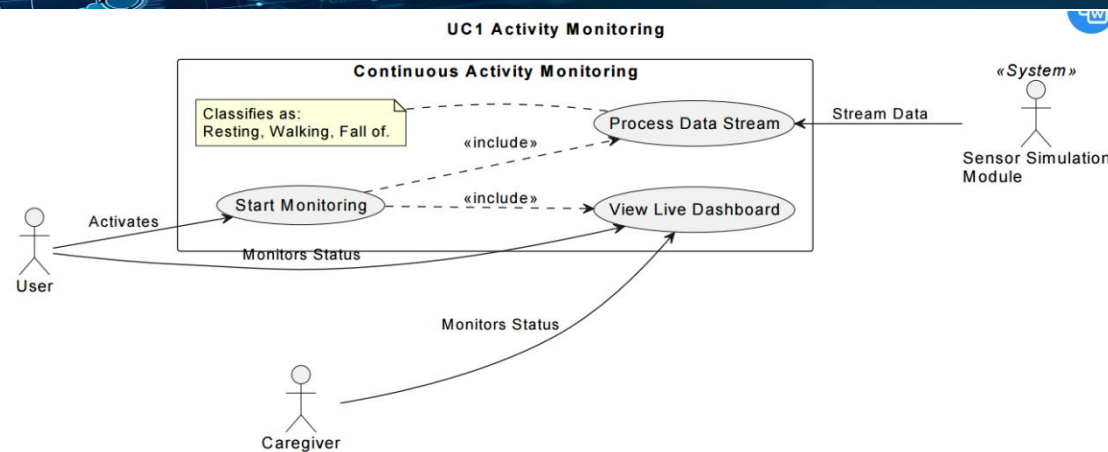 UC1 Activity Monitoring
Continuous Activity Monitoring
«System»
Classifies as:
Resting, Walking, Fall of.
Process Data Stream
Stream Data
«include»
Sensor Simulation
Module
Start Monitoring
«include»
View Live Dashboard
Activates
Monitors Status
User
Monitors Status
Caregiver